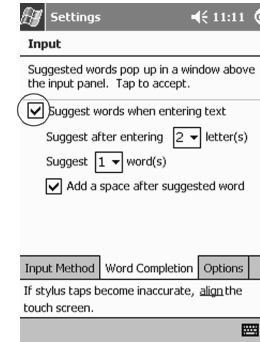 Settings 11:11
Input
Suggested words pop up in a window above
the input panel. Tap to accept.
Suggest words when entering text
Suggest after entering 2 letter(s)
Suggest 1 word(s)
Add a space after suggested word
Input Method Word Completion Options
If stylus taps become inaccurate, align the
touch screen.